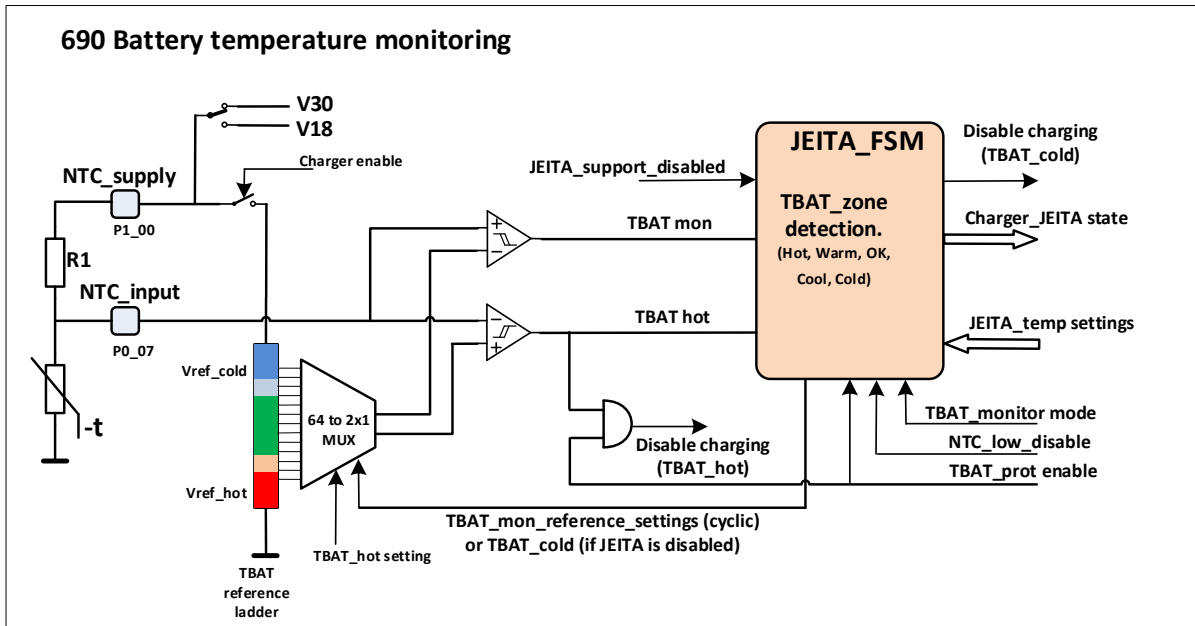 690 Battery temperature monitoring
V30
V18
Charger enable
NTC_supply
P1_00
R1
NTC_input
P0_07
-t
Vref_cold
Vref_hot
64 to 2x1
MUX
TBAT_hot setting
TBAT
reference
ladder
+
-
TBAT mon
-
+
TBAT hot
JEITA_support_disabled
JEITA_FSM
TBAT_zone
detection.
(Hot, Warm, OK,
Cool, Cold)
Disable charging
(TBAT_cold)
Charger_JEITA state
JEITA_temp settings
TBAT_monitor mode
NTC_low_disable
TBAT_prot enable
Disable charging
(TBAT_hot)
TBAT_mon_reference_settings (cyclic)
or TBAT_cold (if JEITA is disabled)